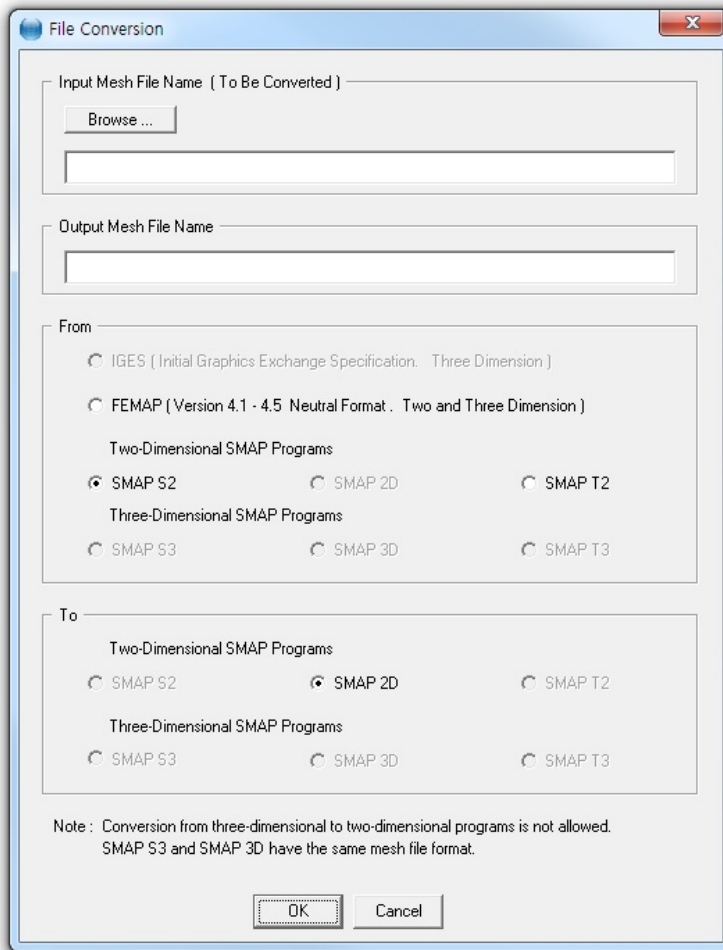 File Conversion
Input Mesh File Name ( To Be Converted )
Browse ...
Output Mesh File Name
From
IGES ( Initial Graphics Exchange Specification. Three Dimension )
FEMAP ( Version 4.1 - 4.5 Neutral Format . Two and Three Dimension )
Two-Dimensional SMAP Programs
SMAP S2 SMAP 2D SMAP T2
Three-Dimensional SMAP Programs
SMAP S3 SMAP 3D SMAP T3
To
Two-Dimensional SMAP Programs
SMAP S2 SMAP 2D SMAP T2
Three-Dimensional SMAP Programs
SMAP S3 SMAP 3D SMAP T3
Note : Conversion from three-dimensional to two-dimensional programs is not allowed.
SMAP S3 and SMAP 3D have the same mesh file format.
OK Cancel